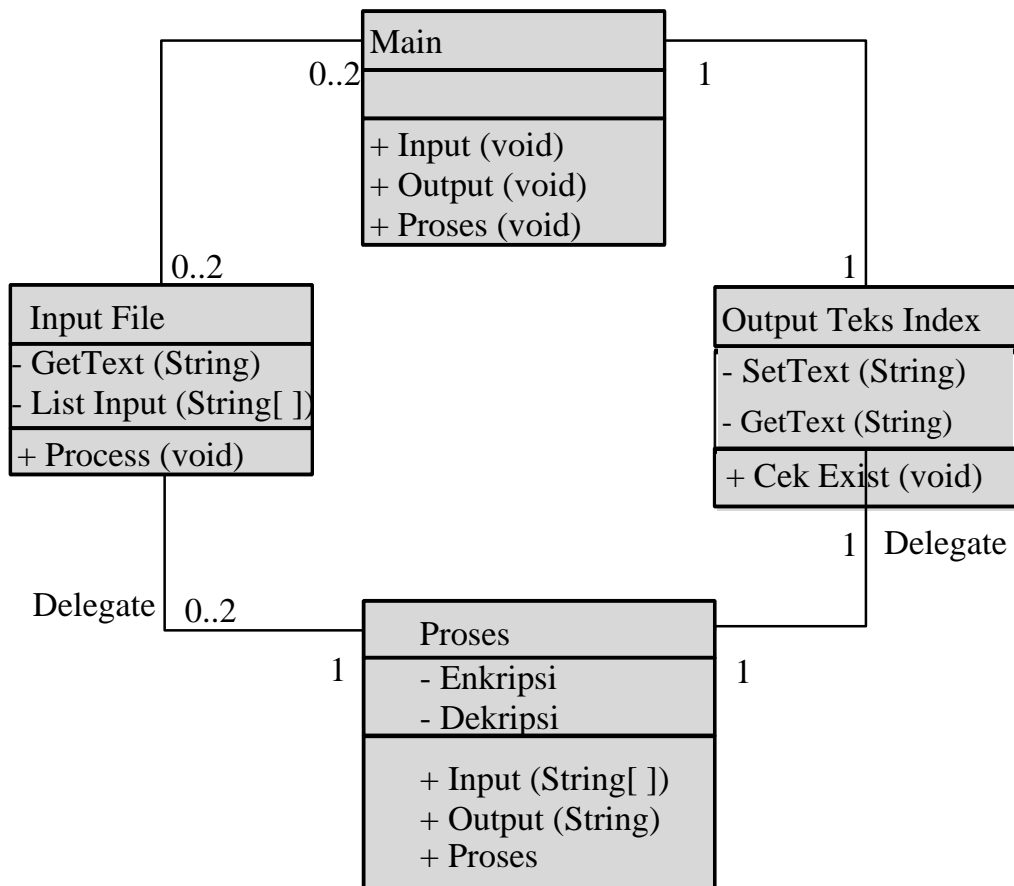 Main
0..2
1
+ Input (void)
+ Output (void)
+ Proses (void)
0..2
1
Input File
- GetText (String)
- List Input (String[ ])
+ Process (void)
Output Teks Index
- SetText (String)
- GetText (String)
+ Cek Exist (void)
1
Delegate
Delegate
0..2
1
1
Proses
- Enkripsi
- Dekripsi
+ Input (String[ ])
+ Output (String)
+ Proses